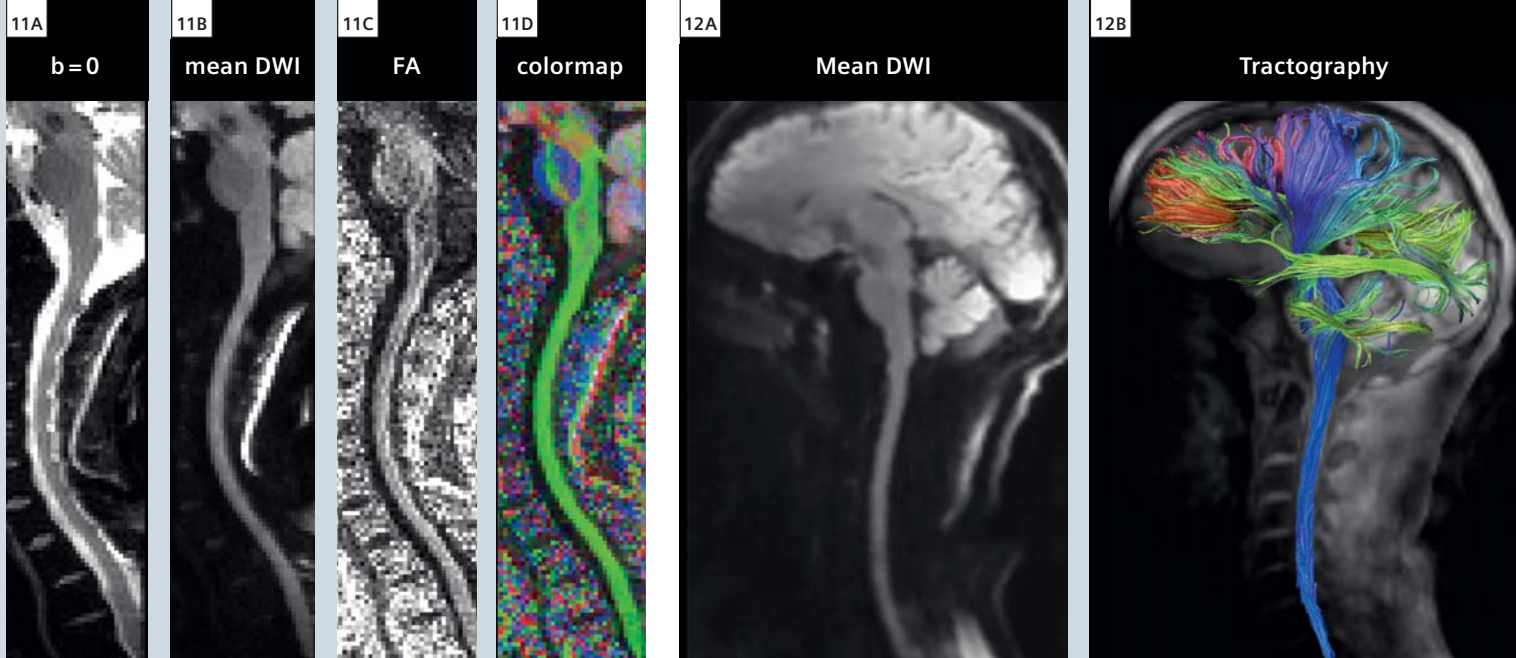 11A
b = 0
11B
mean DWI
11C
FA
11D
colormap
12A
Mean DWI
12B
Tractography